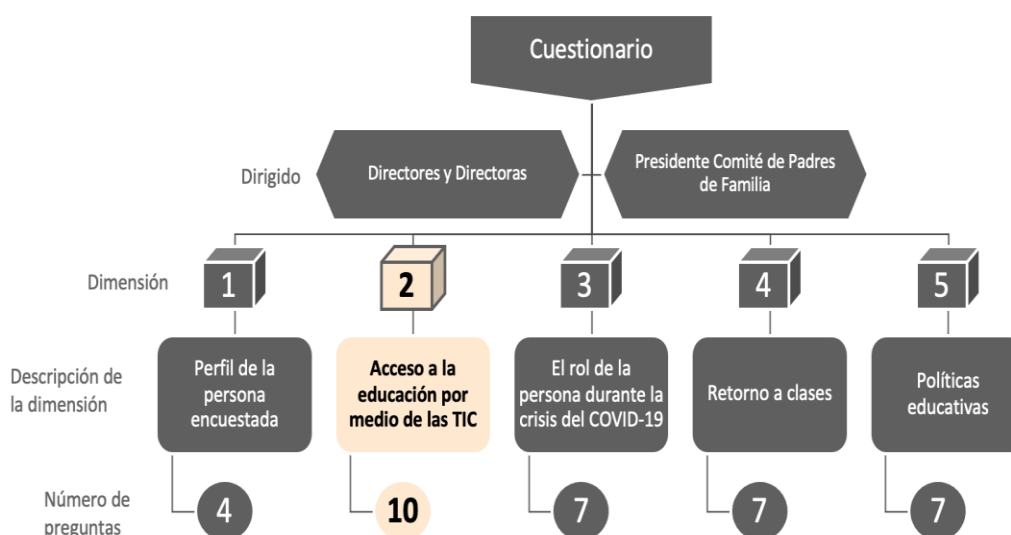 Cuestionario
Dirigido
Directores y Directoras
Presidente Comité de Padres
de Familia
Dimensión
1
2
3
4
5
Descripción de
la dimensión
Perfil de la
persona
encuestada
Acceso a la
educación por
medio de las TIC
El rol de la
persona durante la
crisis del COVID-19
Retorno a clases
Políticas
educativas
Número de
preguntas
4
10
7
7
7